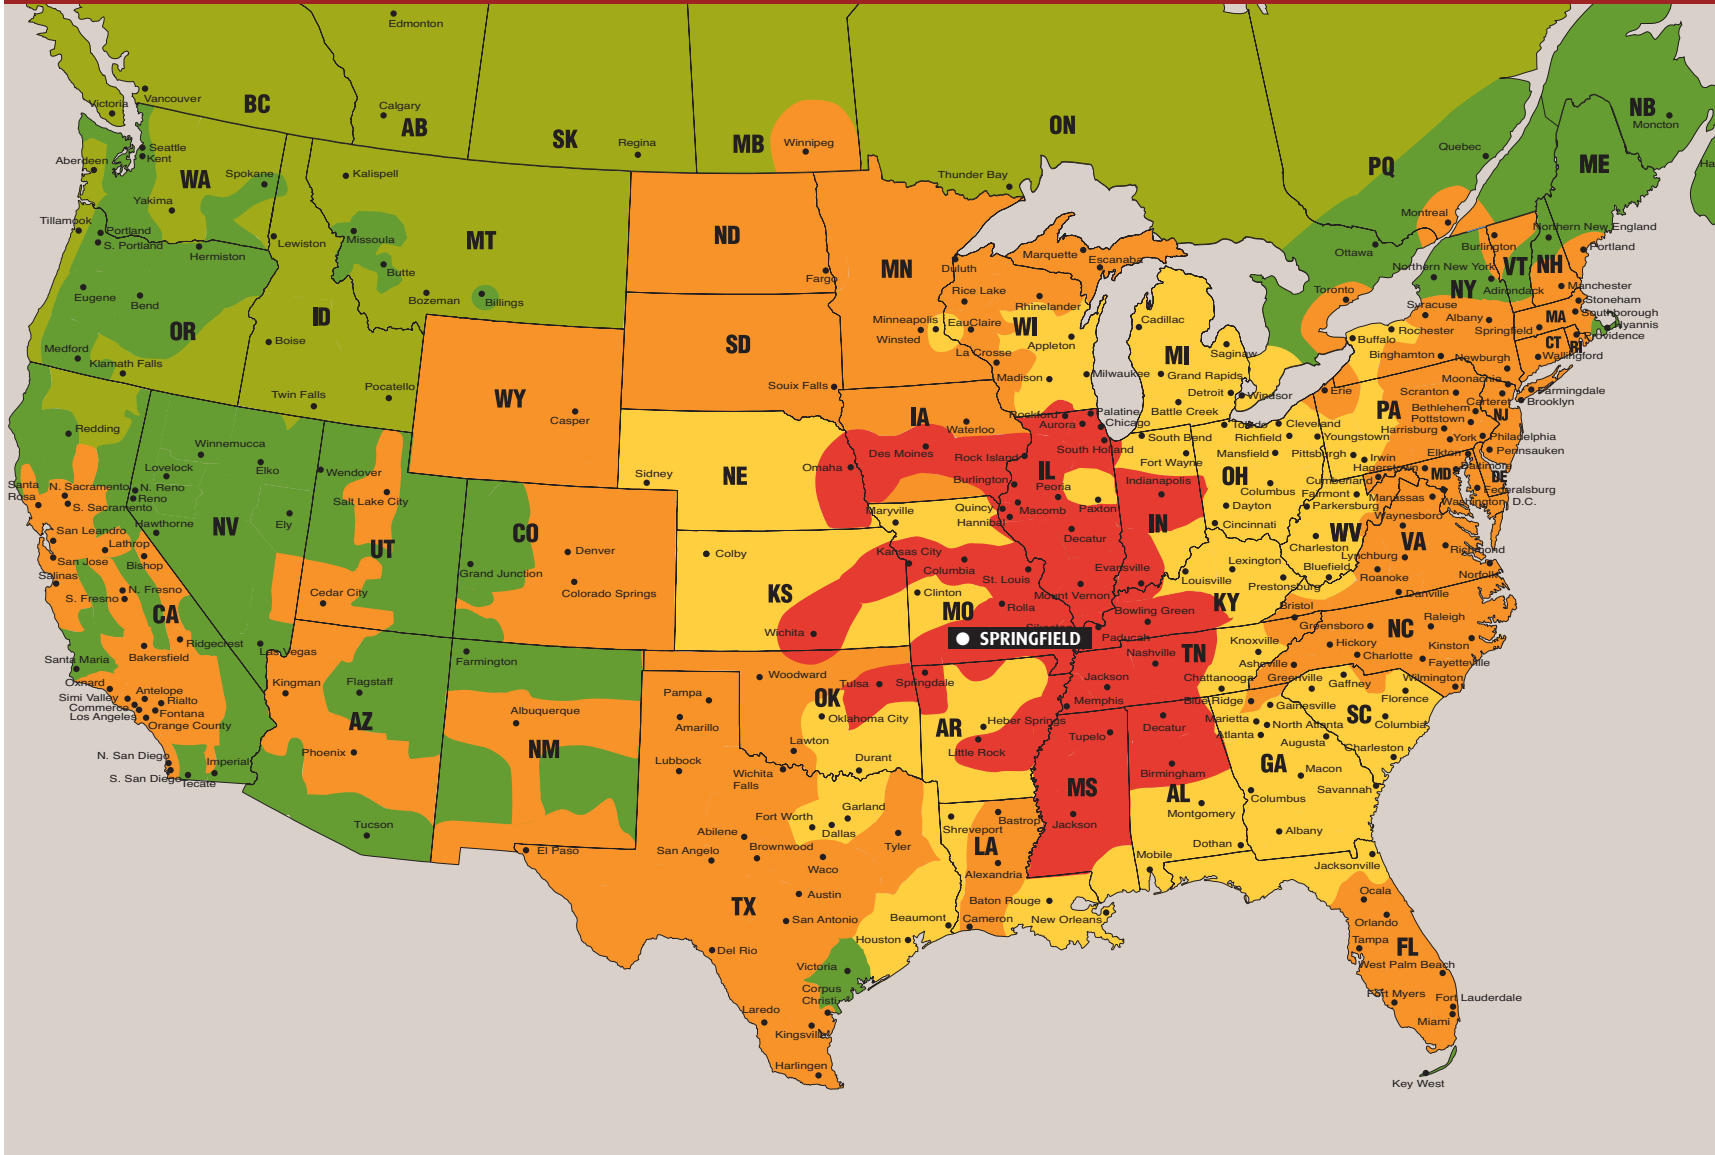 Edmonton
Victoria
Vancouver
BC
Calgary
AB
SK
Regina
MB
Winnipeg
ON
Thunder Bay
PQ
Quebec
NB
Moncton
ME
Montreal
Ottawa
Toronto
Seattle
Kent
Aberdeen
WA
Spokane
Yakima
Tillamook
Portland
S. Portland
Hermiston
Lewiston
Eugene
Bend
OR
Medford
Klamath Falls
Kalispell
Missoula
MT
Butte
Bozeman
Billings
ID
Boise
Twin Falls
Pocatello
WY
Casper
ND
Fargo
SD
Souix Falls
MN
Duluth
Minneapolis
Winsted
Marquette
Escanaba
Rice Lake
Rhinelander
EauClaire
WI
Appleton
La Crosse
Madison
Milwaukee
Cadillac
MI
Saginaw
Grand Rapids
Detroit
Windsor
Battle Creek
Northern New England
Burlington
Portland
VT
NH
Northern New York
NY
Adirondack
Manchester
Stoneham
Southborough
Hyannis
Syracuse
Albany
MA
Springfield
Rochester
Buffalo
CT
RI
Providence
Wallingford
Binghamton
Newburgh
Erie
Scranton
Moonachie
Farmingdale
Brooklyn
Carteret
PA
Bethlehem
Pottstown
Harrisburg
NJ
York
Philadelphia
Pennsauken
Pittsburgh
Irwin
Hagerstown
Elkton
Baltimore
MD
DE
Federalsburg
Cumberland
Fairmont
Manassas
Washington, D.C.
Parkersburg
Waynesboro
WV
VA
Charleston
Lynchburg
Richmond
Bluefield
Roanoke
Norfolk
Danville
Redding
Winnemucca
Lovelock
Elko
Wendover
Santa
Rosa
N. Sacramento
N. Reno
Reno
S. Sacramento
Salt Lake City
Hawthorne
NV
Ely
San Leandro
Lathrop
San Jose
Bishop
Salinas
UT
N. Fresno
S. Fresno
CA
Cedar City
Ridgecrest
Bakersfield
Las Vegas
Santa Maria
Oxnard
Simi Valley
Antelope
Commerce
Rialto
Los Angeles
Fontana
Orange County
N. San Diego
S. San Diego
Tecate
Imperial
Kingman
Flagstaff
AZ
Phoenix
Tucson
CO
Denver
Grand Junction
Colorado Springs
Farmington
Albuquerque
NM
El Paso
Sidney
NE
Omaha
Colby
KS
Wichita
IA
Waterloo
Des Moines
Rock Island
Burlington
Rockford
Palatine
Aurora
Chicago
South Holland
IL
Peoria
Quincy
Macomb
Hannibal
Paxton
Decatur
Maryville
Kansas City
Columbia
St. Louis
Clinton
MO
Rolla
Mount Vernon
Sikeston
SPRINGFIELD
South Bend
Fort Wayne
Indianapolis
IN
Evansville
Toledo
Cleveland
Richfield
Youngstown
Mansfield
OH
Columbus
Dayton
Cincinnati
Lexington
Louisville
Prestonsburg
KY
Bowling Green
Paducah
Bristol
Knoxville
Nashville
TN
Jackson
Chattanooga
Memphis
Greensboro
Raleigh
NC
Hickory
Kinston
Charlotte
Fayetteville
Asheville
Greenville
Gaffney
Wilmington
Florence
SC
Columbia
Charleston
Blue Ridge
Gainesville
Marietta
North Atlanta
Atlanta
Augusta
GA
Macon
Columbus
Savannah
Albany
Woodward
Tulsa
OK
Oklahoma City
Lawton
Durant
Springdale
AR
Heber Springs
Little Rock
Pampa
Amarillo
Lubbock
Wichita
Falls
Garland
Fort Worth
Dallas
Abilene
Brownwood
Tyler
San Angelo
Waco
TX
Austin
San Antonio
Del Rio
Beaumont
Houston
Victoria
Corpus
Christi
Laredo
Kingsville
Harlingen
Shreveport
Bastrop
LA
Alexandria
Baton Rouge
Cameron
New Orleans
Tupelo
MS
Jackson
Decatur
Birmingham
AL
Montgomery
Dothan
Mobile
Jacksonville
Ocala
Orlando
Tampa
FL
West Palm Beach
Fort Myers
Fort Lauderdale
Miami
Key West